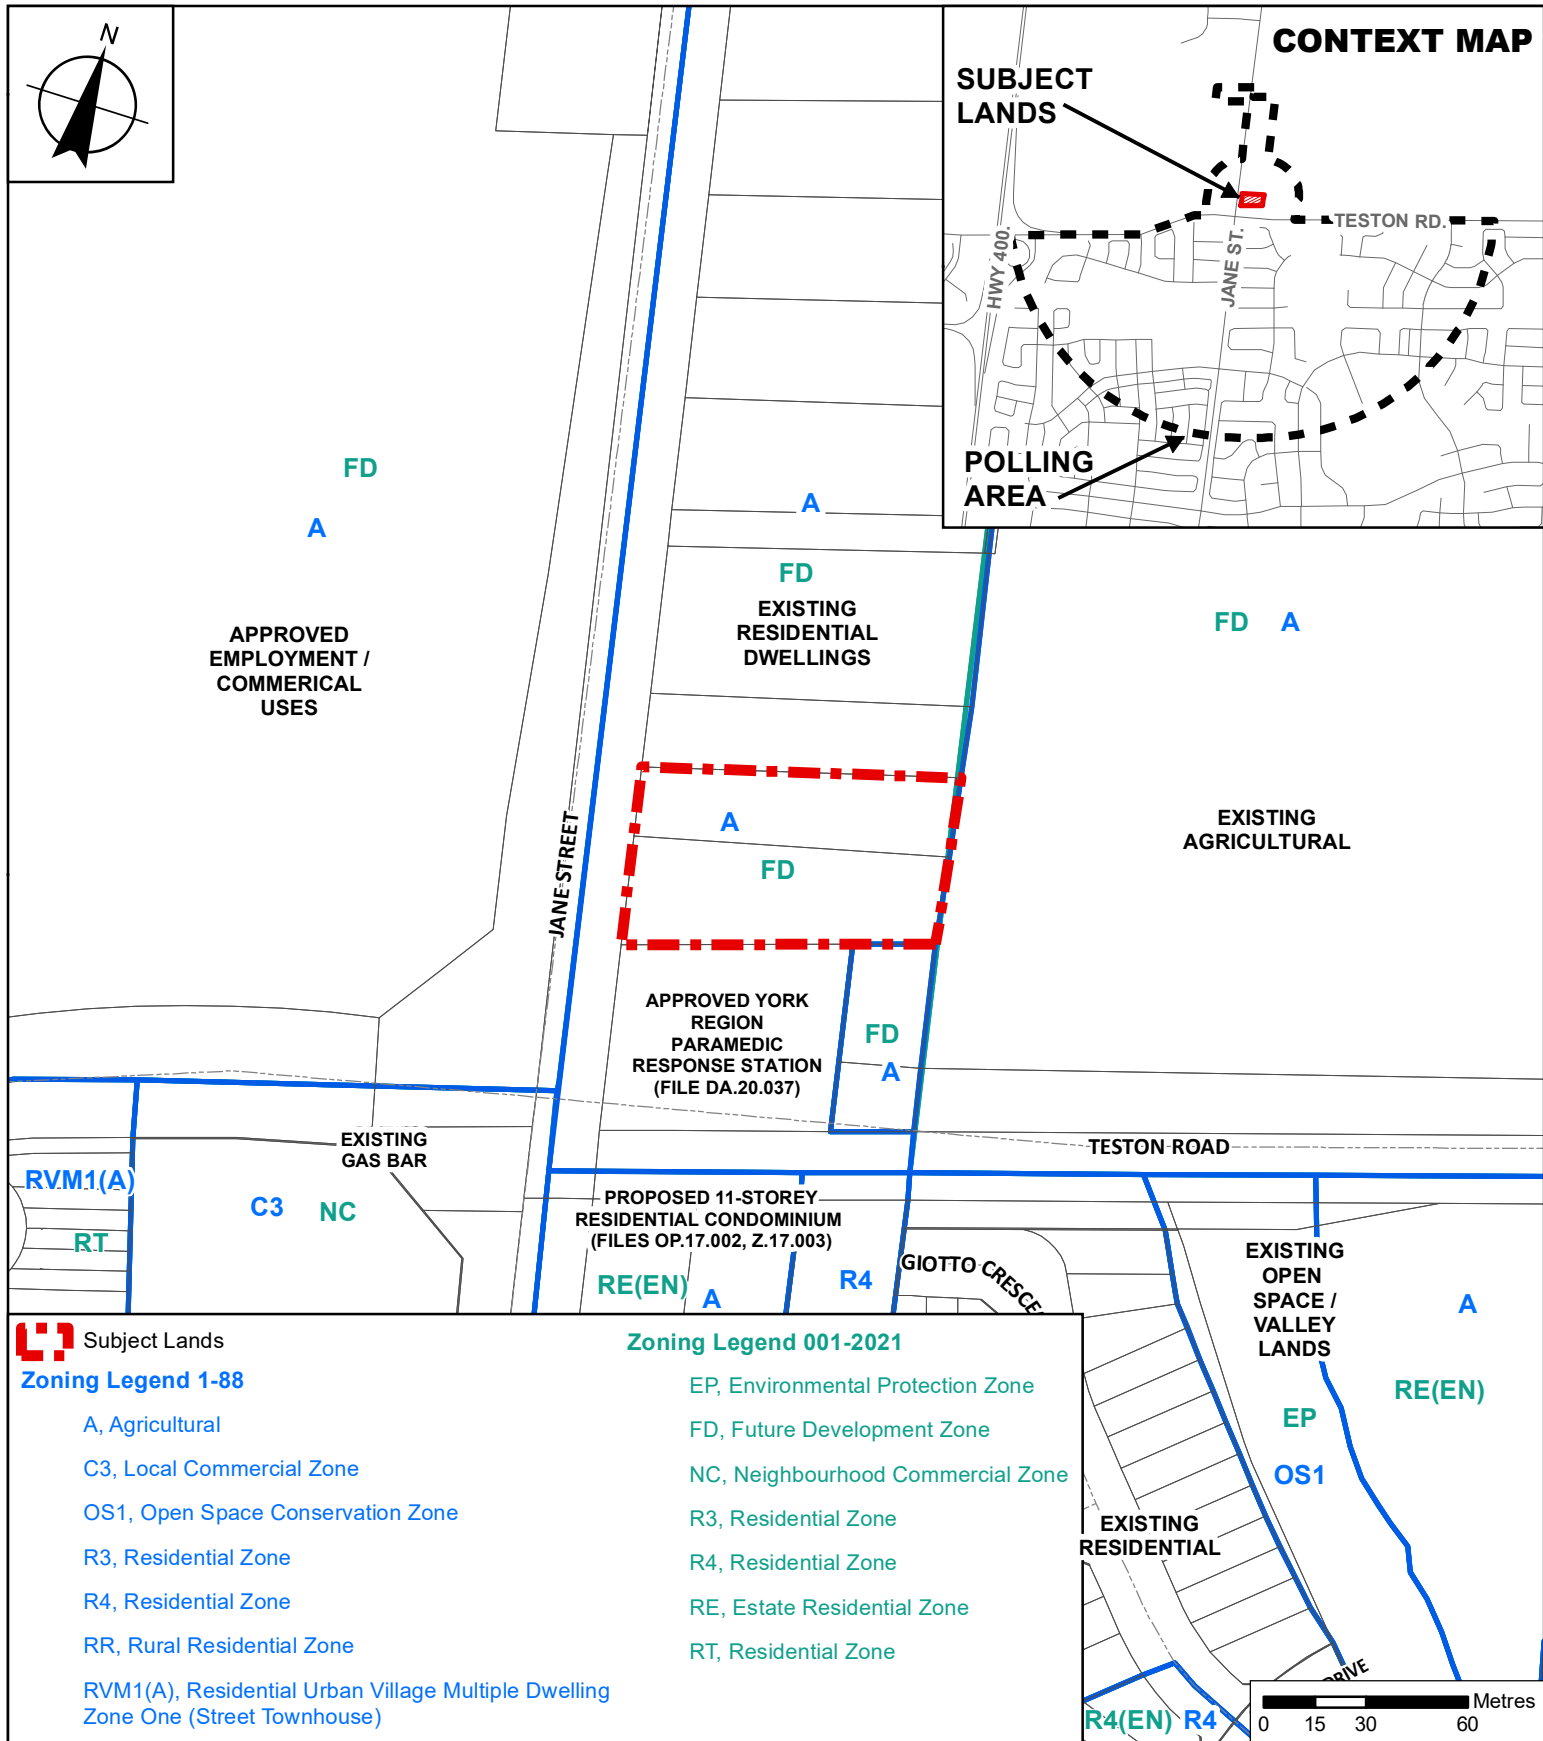 N
CONTEXT MAP
SUBJECT
LANDS
TESTON RD.
HWY 400.
JANE ST.
POLLING
AREA
FD
A
APPROVED
EMPLOYMENT /
COMMERICAL
USES
A
FD
EXISTING
RESIDENTIAL
DWELLINGS
FD A
EXISTING
AGRICULTURAL
JANE STREET
A
FD
APPROVED YORK
REGION
PARAMEDIC
RESPONSE STATION
(FILE DA.20.037)
FD
A
TESTON ROAD
EXISTING
GAS BAR
RVM1(A)
RT
C3 NC
PROPOSED 11-STOREY
RESIDENTIAL CONDOMINIUM
(FILES OP.17.002, Z.17.003)
RE(EN) A
R4
GIOTTO
EXISTING
OPEN
SPACE /
VALLEY
LANDS
A
RE(EN)
EP
OS1
EXISTING
RESIDENTIAL
R4(EN) R4
Subject Lands
Zoning Legend 1-88
A, Agricultural
C3, Local Commercial Zone
OS1, Open Space Conservation Zone
R3, Residential Zone
R4, Residential Zone
RR, Rural Residential Zone
RVM1(A), Residential Urban Village Multiple Dwelling
Zone One (Street Townhouse)
Zoning Legend 001-2021
EP, Environmental Protection Zone
FD, Future Development Zone
NC, Neighbourhood Commercial Zone
R3, Residential Zone
R4, Residential Zone
RE, Estate Residential Zone
RT, Residential Zone
Metres
0 15 30 60